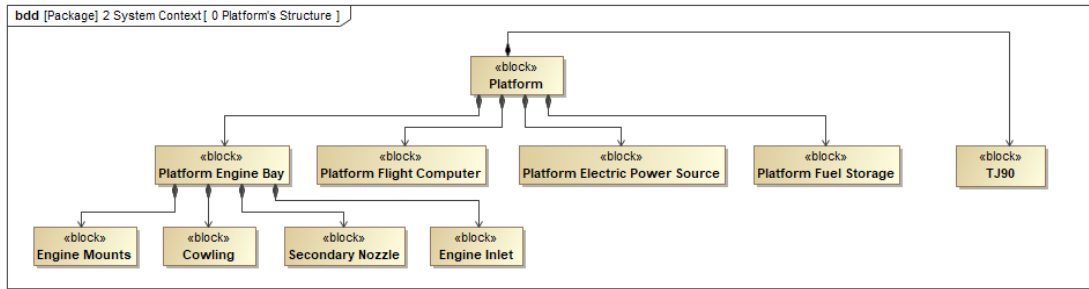 bdd [Package] 2 System Context [ 0 Platform's Structure ]
«block»
Platform
«block»
Platform Engine Bay
«block»
Platform Flight Computer
«block»
Platform Electric Power Source
«block»
Platform Fuel Storage
«block»
TJ90
«block»
Engine Mounts
«block»
Cowling
«block»
Secondary Nozzle
«block»
Engine Inlet